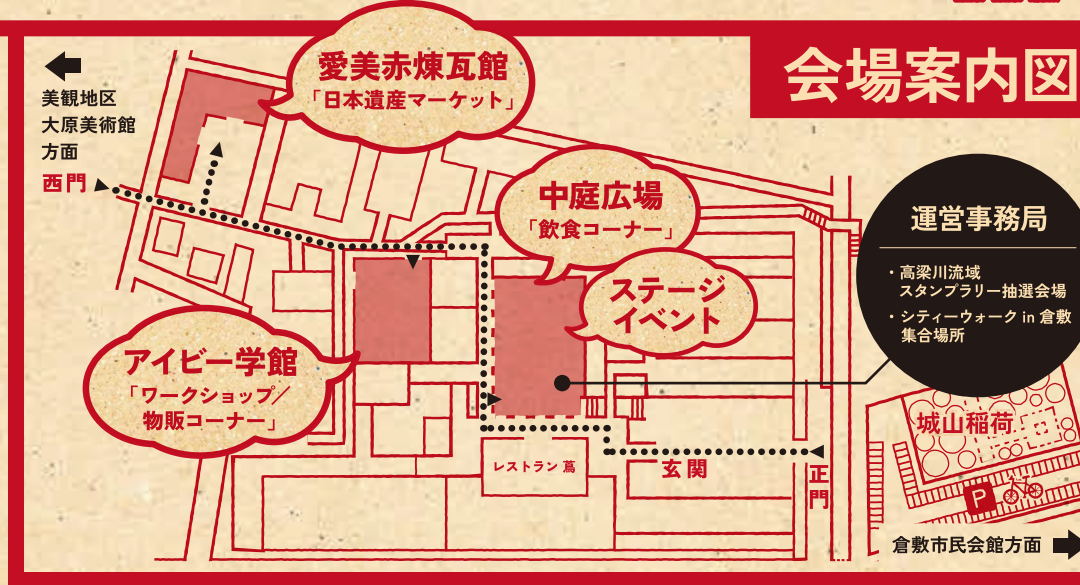 会場案内図
美観地区
大原美術館
方面
西門
愛美赤煉瓦館
「日本遺産マーケット」
中庭広場
「飲食コーナー」
ステージ
イベント
アイビー学館
「ワークショップ／
物販コーナー」
運営事務局
・高梁川流域
スタンプラリー抽選会場
・シティーウォーク in 倉敷
集合場所
城山稲荷
レストラン 蔦
玄関
正門
P
倉敷市民会館方面